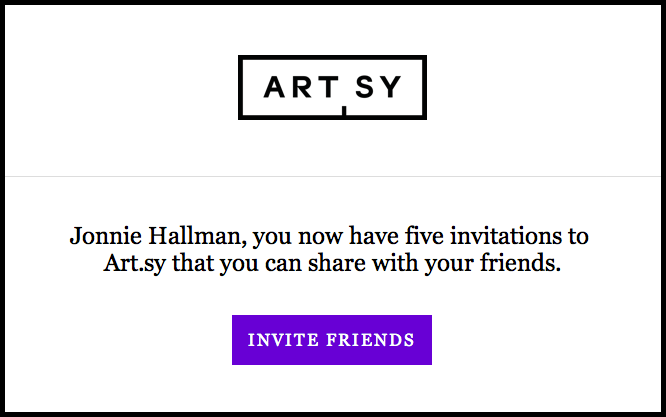 ART SY
Jonnie Hallman, you now have five invitations to
Art.sy that you can share with your friends.
INVITE FRIENDS